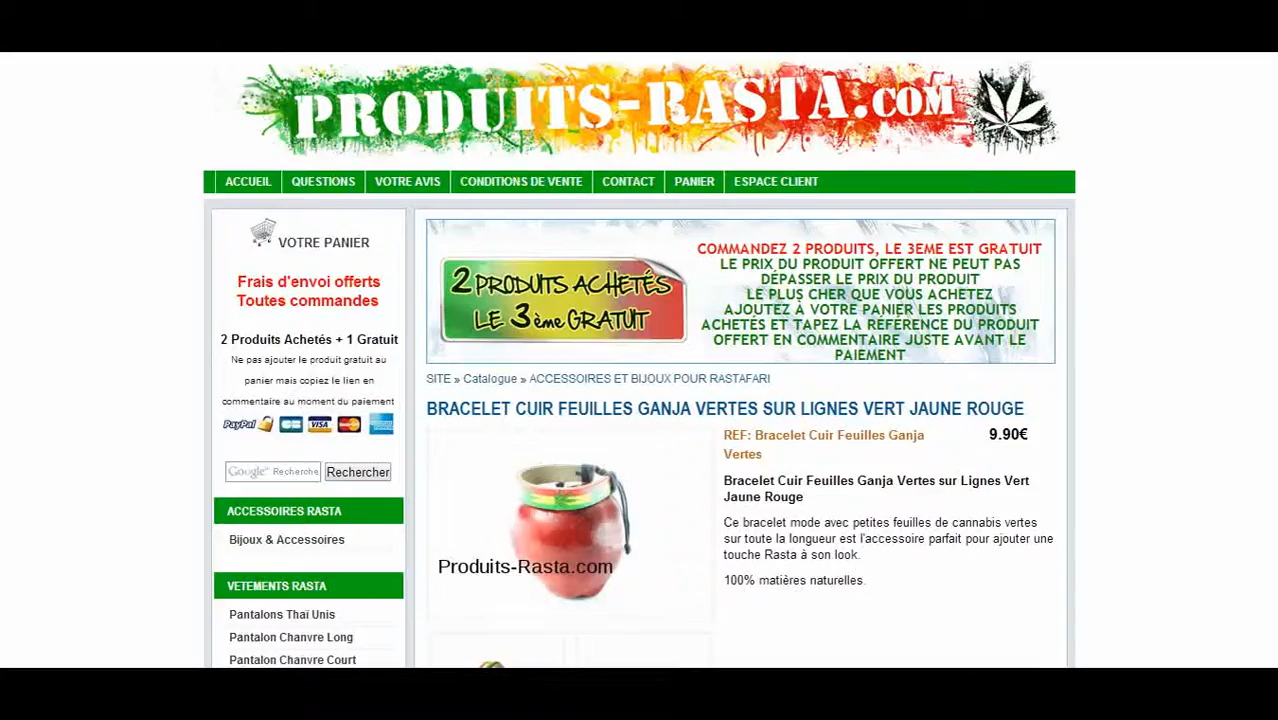 PRODUITS-RASTA.COM
ACCUEIL QUESTIONS VOTRE AVIS CONDITIONS DE VENTE CONTACT PANIER ESPACE CLIENT
VOTRE PANIER
Frais d'envoi offerts
Toutes commandes
2 Produits Achetés + 1 Gratuit
Ne pas ajouter le produit gratuit au
panier mais copiez le lien en
commentaire au moment du paiement
PayPal CB VISA MasterCard
Google™ Recherche Rechercher
ACCESSOIRES RASTA
Bijoux & Accessoires
VETEMENTS RASTA
Pantalons Thaï Unis
Pantalon Chanvre Long
Pantalon Chanvre Court
2 PRODUITS ACHETÉS
LE 3ème GRATUIT
COMMANDEZ 2 PRODUITS, LE 3EME EST GRATUIT
LE PRIX DU PRODUIT OFFERT NE PEUT PAS
DÉPASSER LE PRIX DU PRODUIT
LE PLUS CHER QUE VOUS ACHETEZ
AJOUTEZ À VOTRE PANIER LES PRODUITS
ACHETÉS ET TAPEZ LA RÉFÉRENCE DU PRODUIT
OFFERT EN COMMENTAIRE JUSTE AVANT LE
PAIEMENT
SITE » Catalogue » ACCESSOIRES ET BIJOUX POUR RASTAFARI
BRACELET CUIR FEUILLES GANJA VERTES SUR LIGNES VERT JAUNE ROUGE
Produits-Rasta.com
REF: Bracelet Cuir Feuilles Ganja
Vertes
9.90€
Bracelet Cuir Feuilles Ganja Vertes sur Lignes Vert
Jaune Rouge
Ce bracelet mode avec petites feuilles de cannabis vertes
sur toute la longueur est l'accessoire parfait pour ajouter une
touche Rasta à son look.
100% matières naturelles.